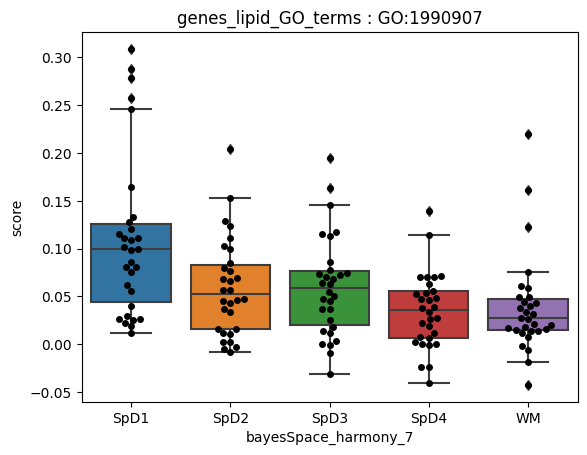 genes_lipid_GO_terms : GO:1990907
score
0.30
0.25
0.20
0.15
0.10
0.05
0.00
−0.05
SpD1 SpD2 SpD3 SpD4 WM
bayesSpace_harmony_7